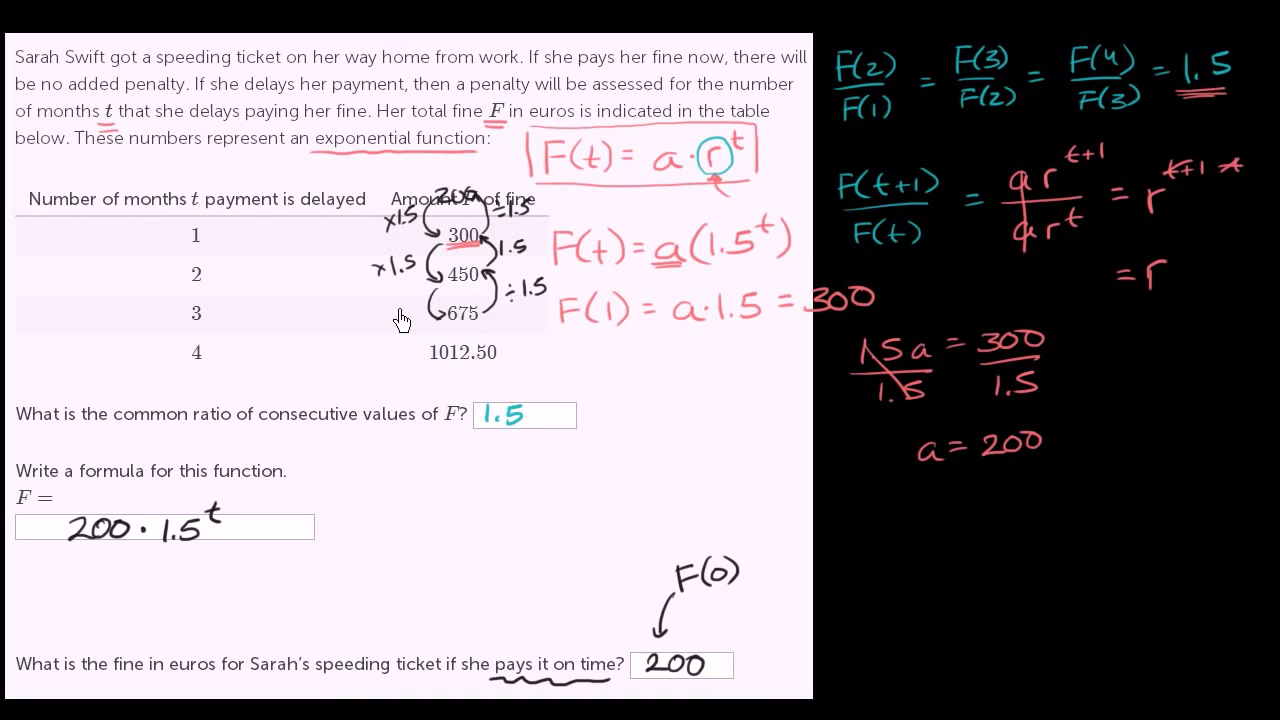 Sarah Swift got a speeding ticket on her way home from work. If she pays her fine now, there will
be no added penalty. If she delays her payment, then a penalty will be assessed for the number
of months t that she delays paying her fine. Her total fine F in euros is indicated in the table
below. These numbers represent an exponential function:
F(t) = a · r^t
Number of months t payment is delayed Amount F of fine
200
×1.5 ÷1.5
1 300
×1.5 1.5
2 450
÷1.5
3 675
4 1012.50
F(t) = a(1.5^t)
F(1) = a·1.5 = 300
What is the common ratio of consecutive values of F? 1.5
Write a formula for this function.
F =
200 · 1.5^t
F(0)
What is the fine in euros for Sarah's speeding ticket if she pays it on time? 200
F(2)/F(1) = F(3)/F(2) = F(4)/F(3) = 1.5
F(t+1)/F(t) = ar^t+1/ar^t = r^t+1-t
= r
1.5a/1.5 = 300/1.5
a = 200